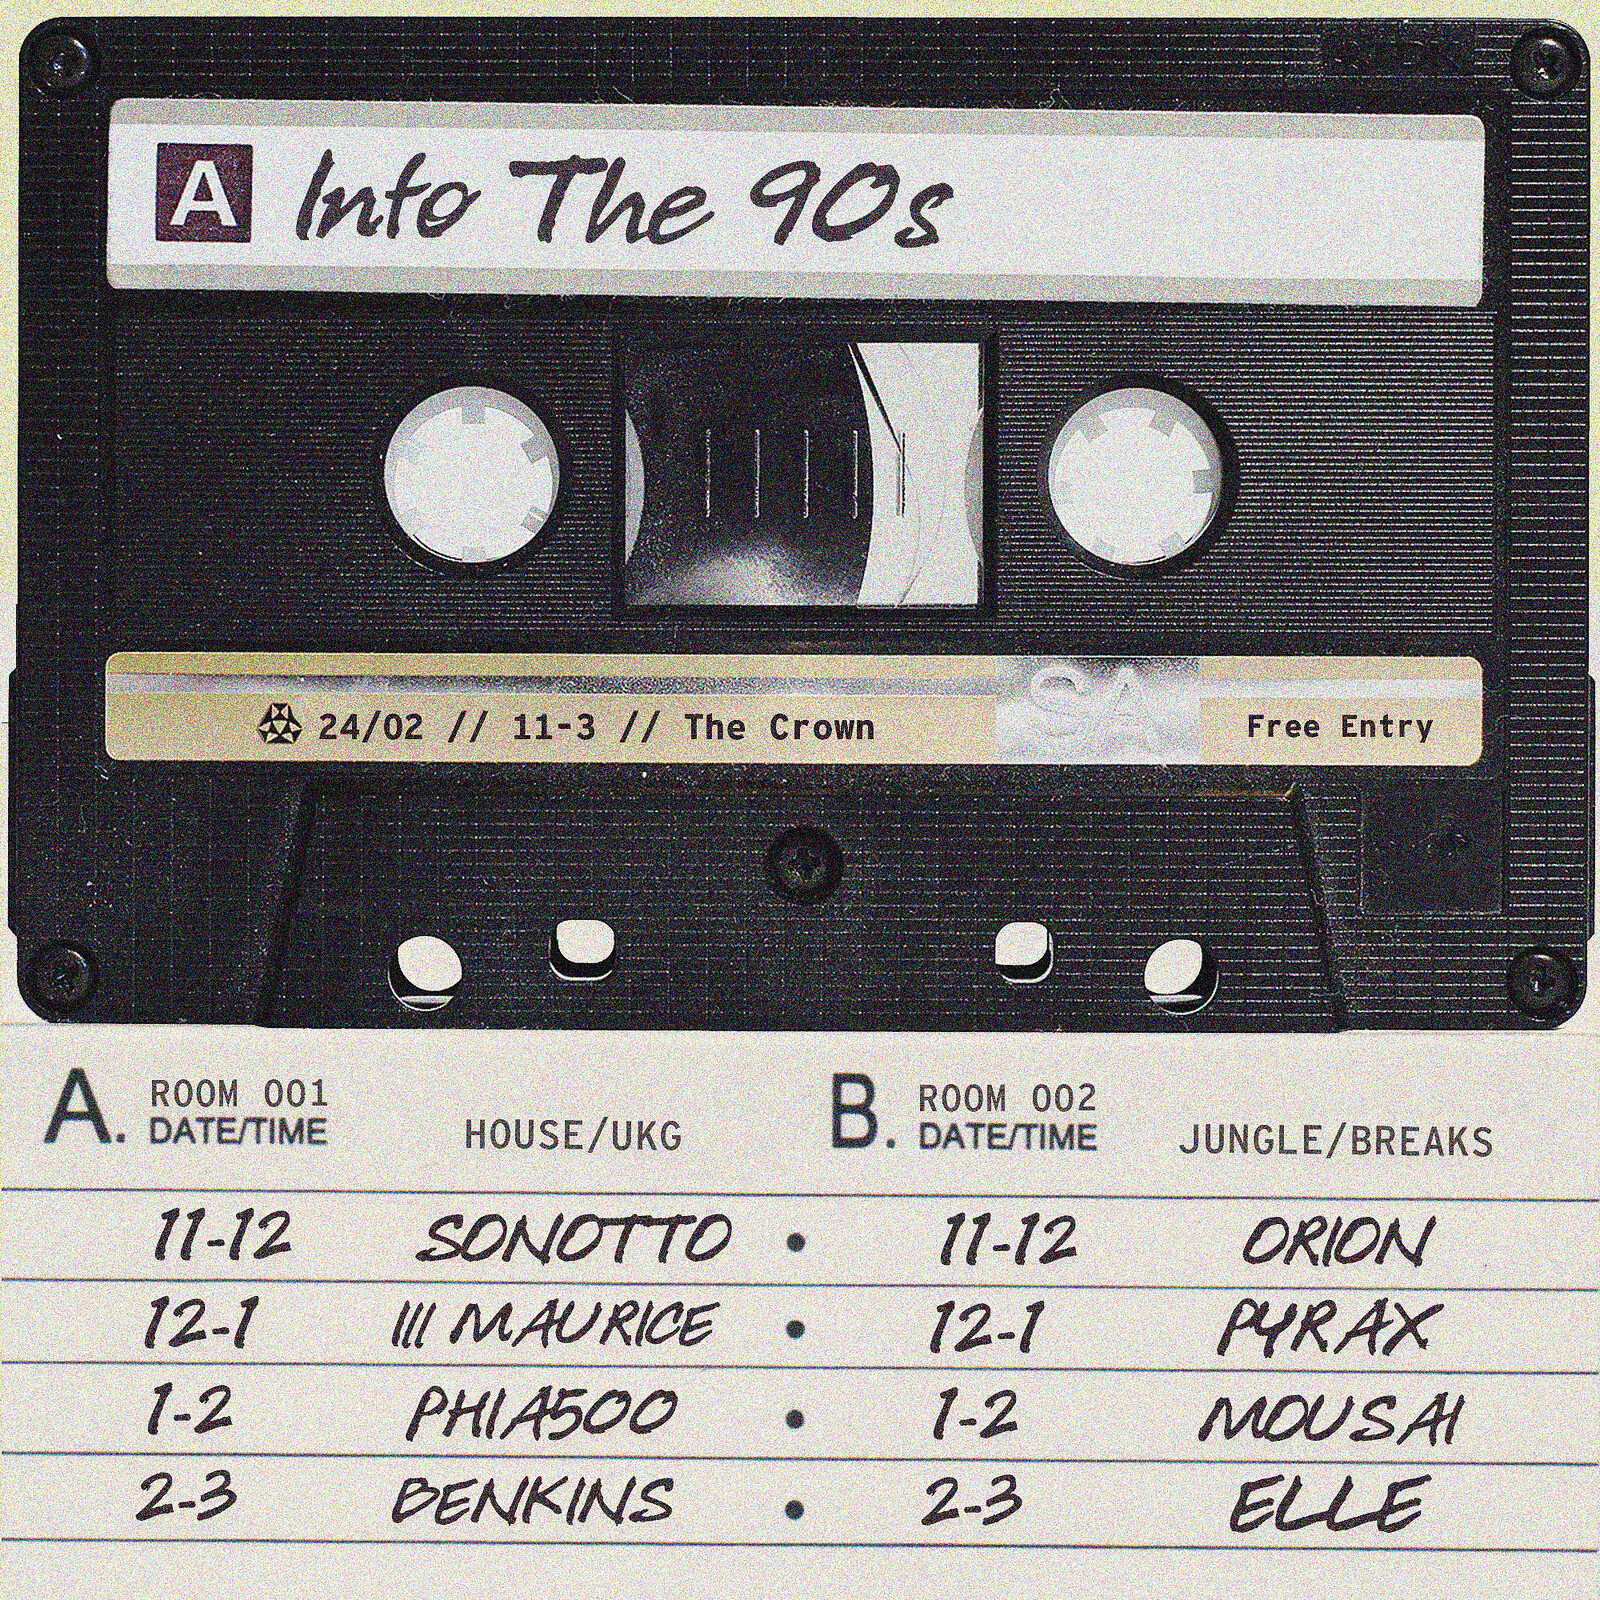 A Into The 90s
24/02 // 11-3 // The Crown
SA
Free Entry
A. ROOM 001
DATE/TIME
HOUSE/UKG
11-12 SONOTTO
12-1 III MAURICE
1-2 PHIA500
2-3 BENKINS
B. ROOM 002
DATE/TIME
JUNGLE/BREAKS
11-12 ORION
12-1 PYRAX
1-2 MOUSAI
2-3 ELLE